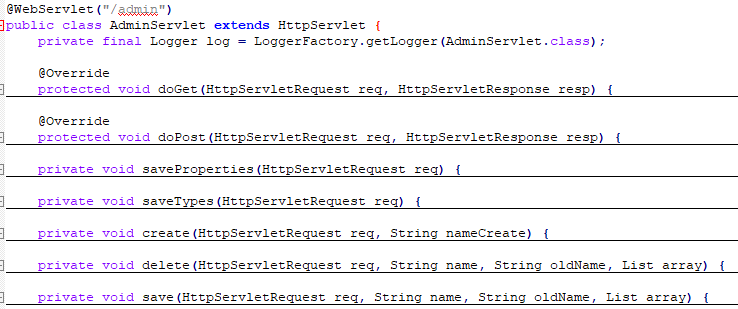 @WebServlet("/admin")
public class AdminServlet extends HttpServlet {
private final Logger log = LoggerFactory.getLogger(AdminServlet.class);
@Override
protected void doGet(HttpServletRequest req, HttpServletResponse resp) {
@Override
protected void doPost(HttpServletRequest req, HttpServletResponse resp) {
private void saveProperties(HttpServletRequest req) {
private void saveTypes(HttpServletRequest req) {
private void create(HttpServletRequest req, String nameCreate) {
private void delete(HttpServletRequest req, String name, String oldName, List array) {
private void save(HttpServletRequest req, String name, String oldName, List array) {